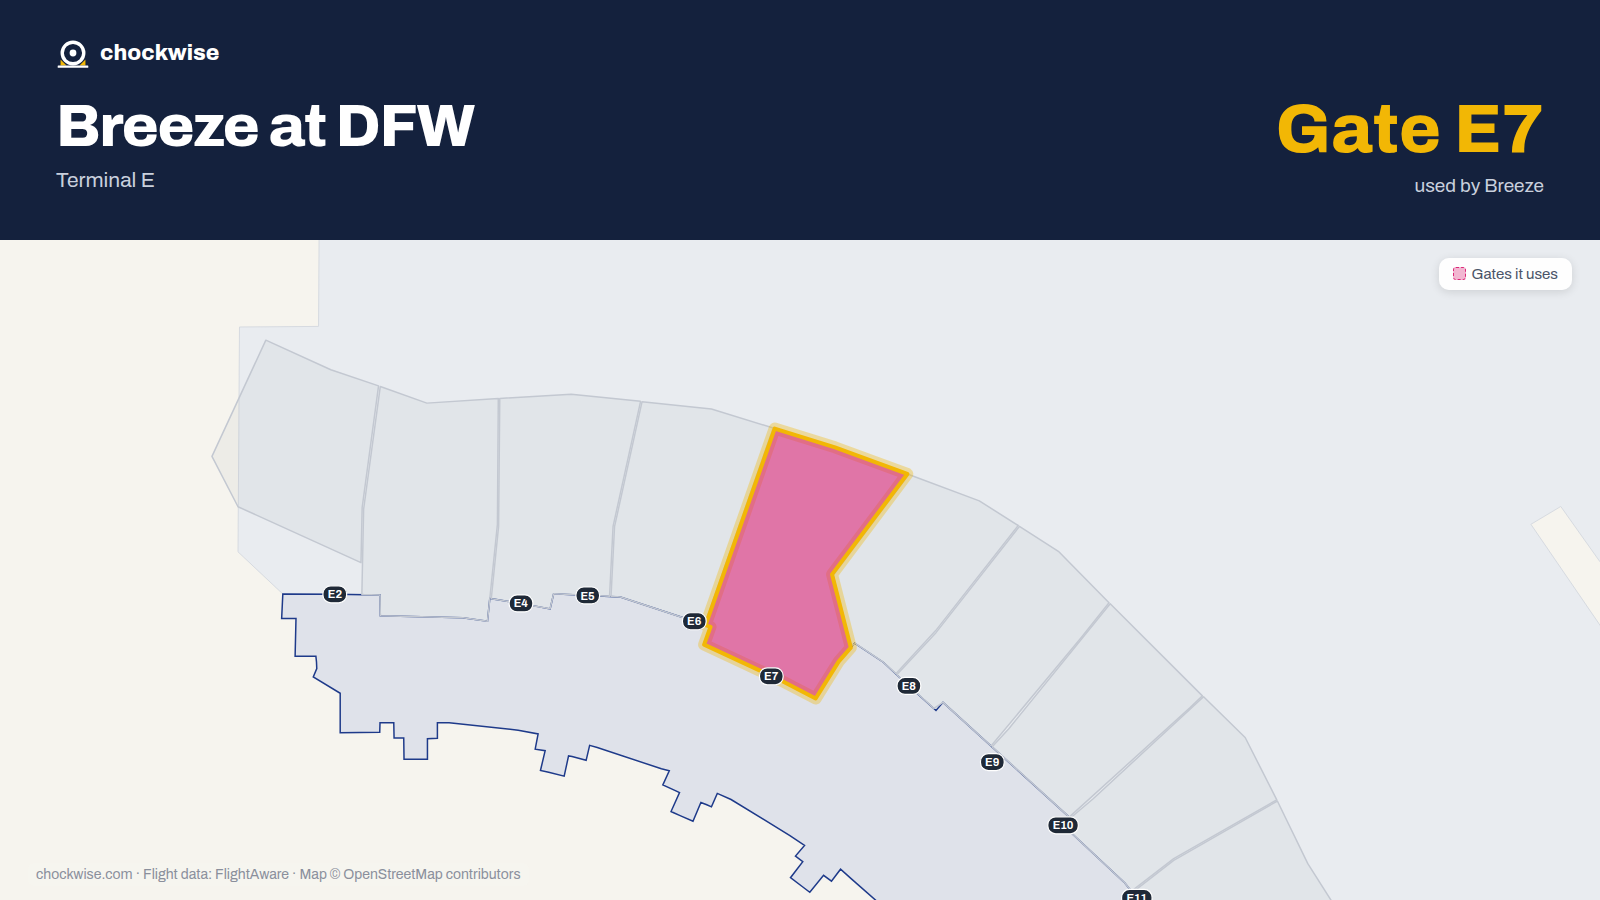 chockwise
Breeze at DFW
Terminal E
Gate E7
used by Breeze
Gates it uses
E2
E4
E5
E6
E7
E8
E9
E10
E11
chockwise.com · Flight data: FlightAware · Map © OpenStreetMap contributors